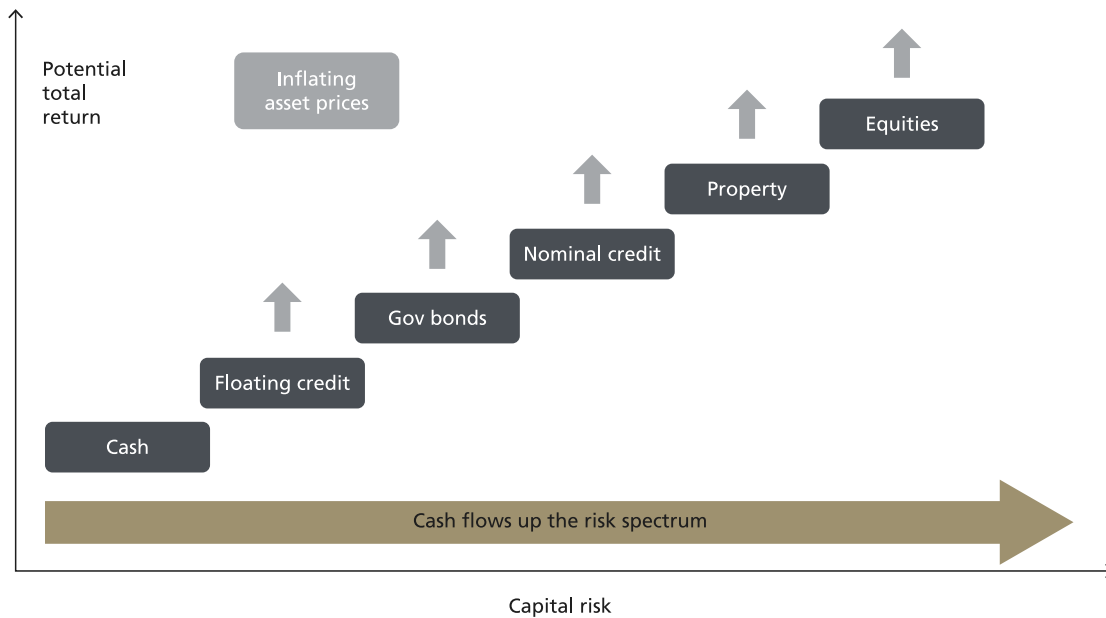 Potential
total
return
Inflating
asset prices
Equities
Property
Nominal credit
Gov bonds
Floating credit
Cash
Cash flows up the risk spectrum
Capital risk